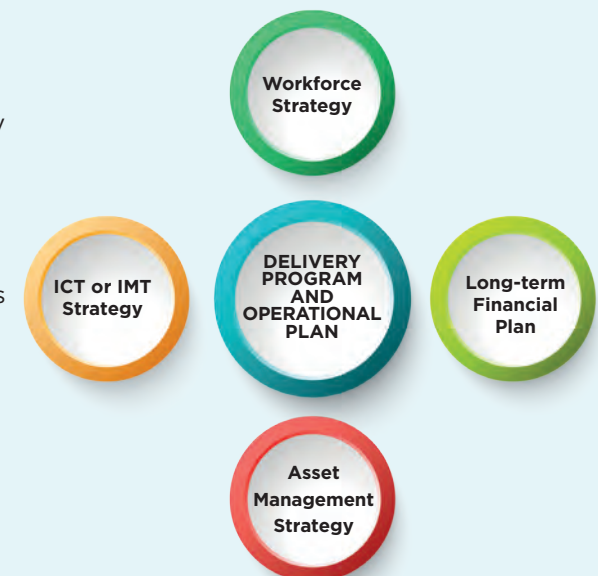 Workforce
Strategy
y
ICT or IMT
Strategy
s
DELIVERY
PROGRAM
AND
OPERATIONAL
PLAN
Long-term
Financial
Plan
Asset
Management
Strategy